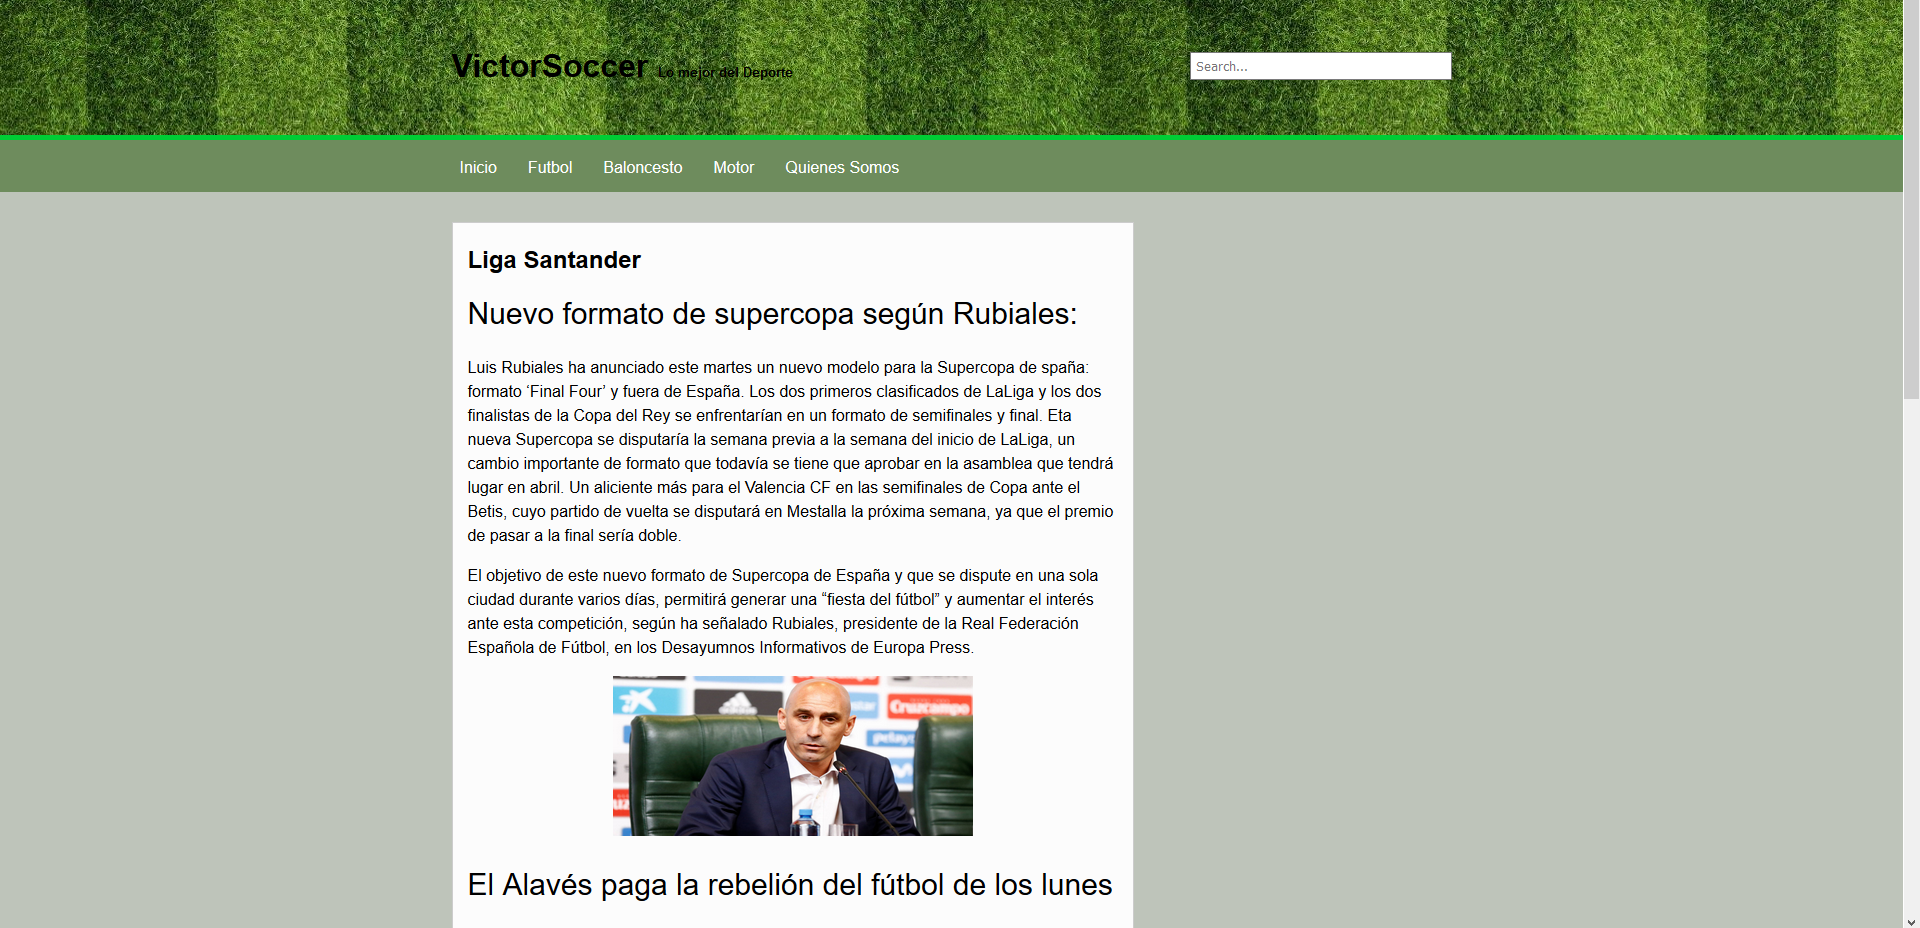 VictorSoccer Lo mejor del Deporte
Search...
Inicio Futbol Baloncesto Motor Quienes Somos
Liga Santander
Nuevo formato de supercopa según Rubiales:
Luis Rubiales ha anunciado este martes un nuevo modelo para la Supercopa de spaña:
formato ‘Final Four’ y fuera de España. Los dos primeros clasificados de LaLiga y los dos
finalistas de la Copa del Rey se enfrentarían en un formato de semifinales y final. Eta
nueva Supercopa se disputaría la semana previa a la semana del inicio de LaLiga, un
cambio importante de formato que todavía se tiene que aprobar en la asamblea que tendrá
lugar en abril. Un aliciente más para el Valencia CF en las semifinales de Copa ante el
Betis, cuyo partido de vuelta se disputará en Mestalla la próxima semana, ya que el premio
de pasar a la final sería doble.
El objetivo de este nuevo formato de Supercopa de España y que se dispute en una sola
ciudad durante varios días, permitirá generar una “fiesta del fútbol” y aumentar el interés
ante esta competición, según ha señalado Rubiales, presidente de la Real Federación
Española de Fútbol, en los Desayumnos Informativos de Europa Press.
adidas
Cruzcampo
pelayo
El Alavés paga la rebelión del fútbol de los lunes